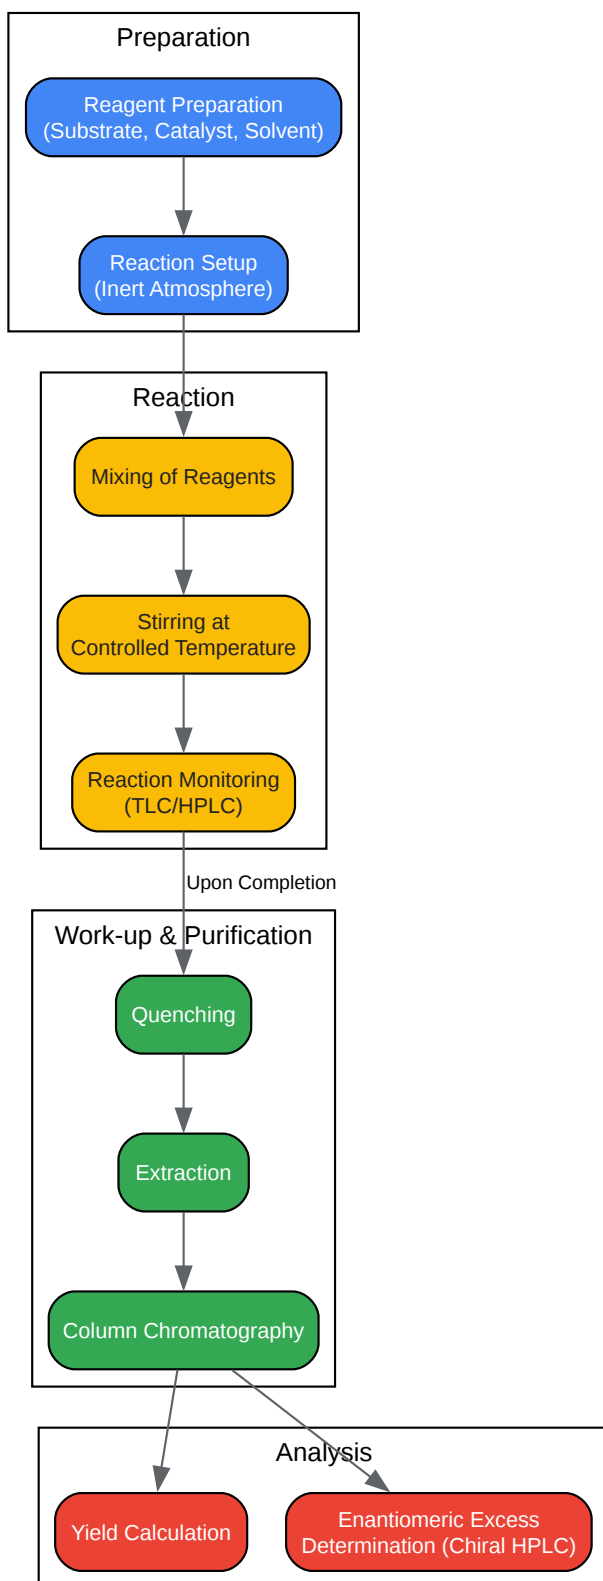 Preparation
Reagent Preparation
(Substrate, Catalyst, Solvent)
Reaction Setup
(Inert Atmosphere)
Reaction
Mixing of Reagents
Stirring at
Controlled Temperature
Reaction Monitoring
(TLC/HPLC)
Upon Completion
Work-up & Purification
Quenching
Extraction
Column Chromatography
Analysis
Yield Calculation
Enantiomeric Excess
Determination (Chiral HPLC)